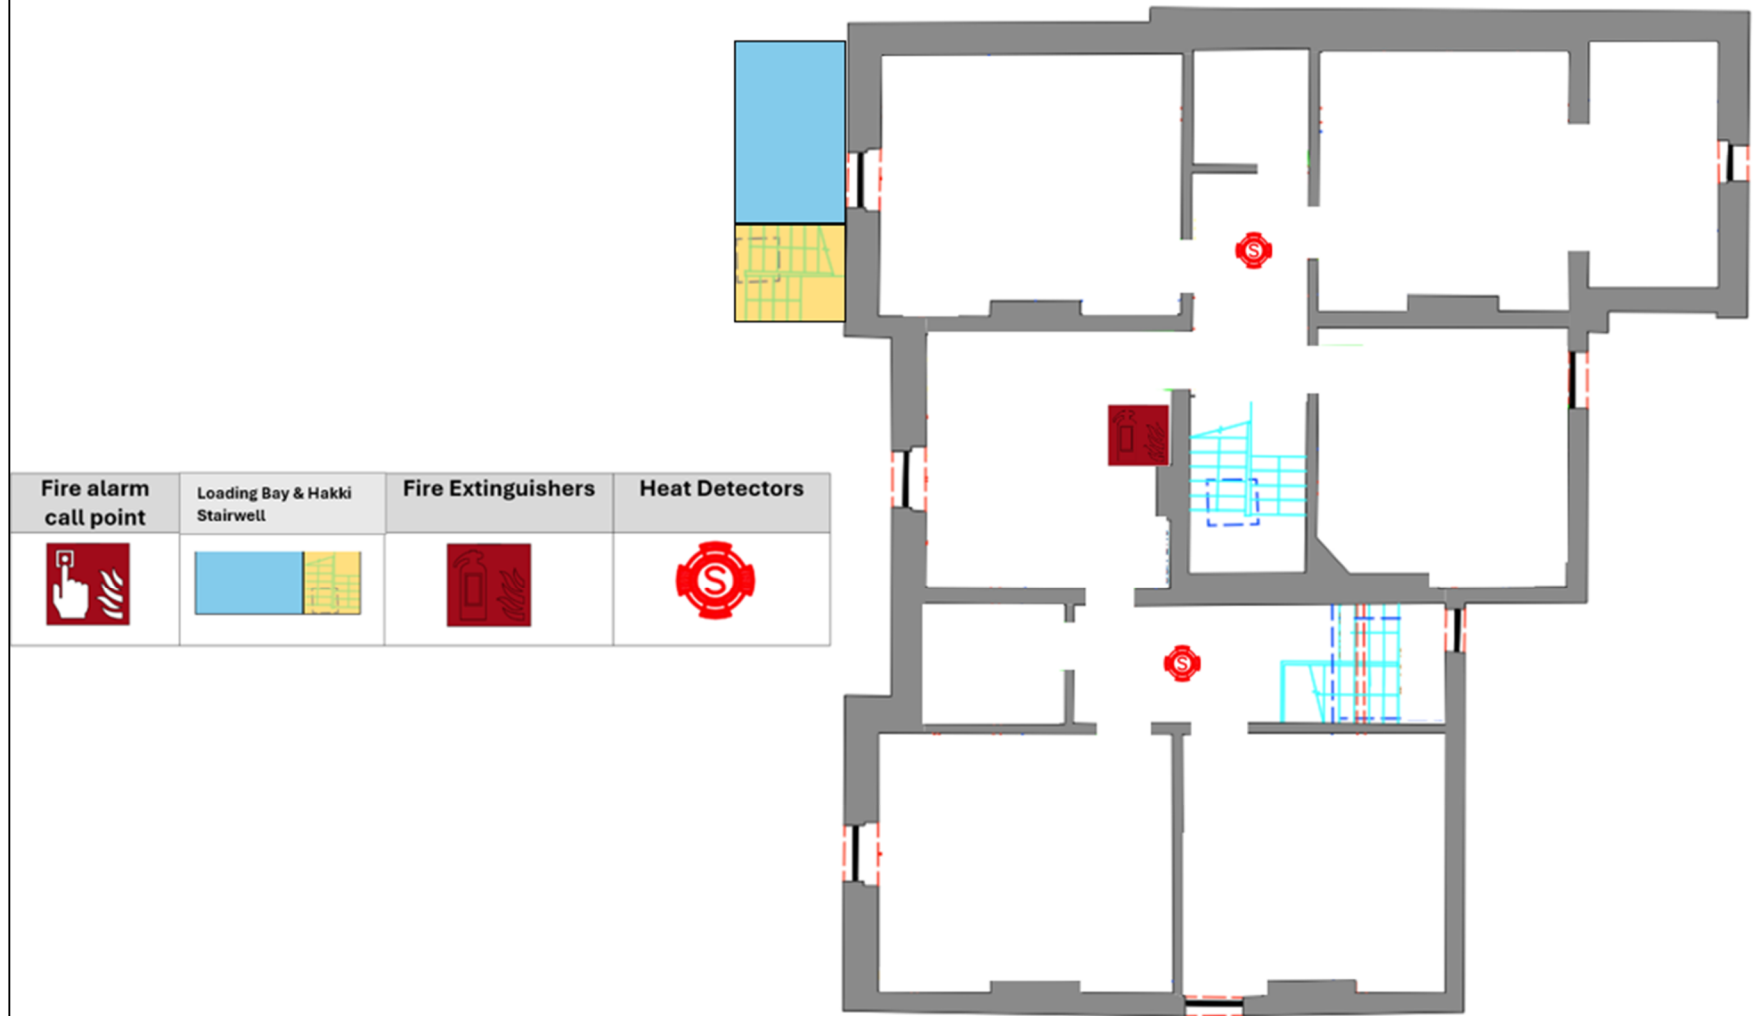 Fire alarm
call point
Loading Bay & Hakki
Stairwell
Fire Extinguishers
Heat Detectors
S
S
S